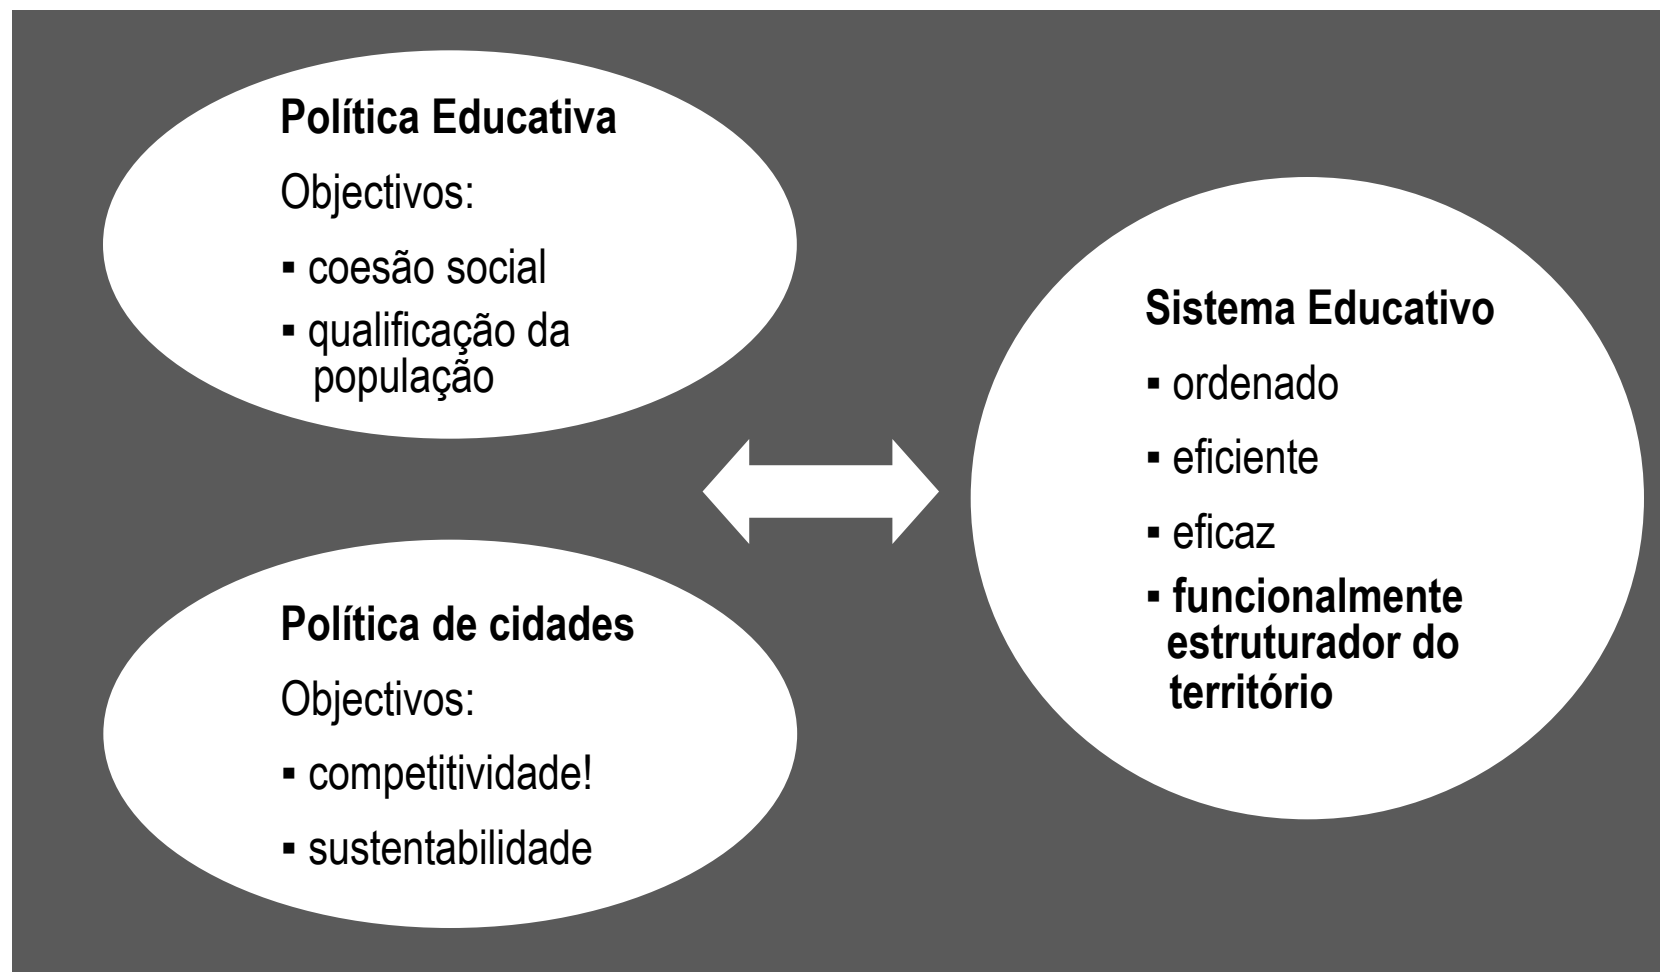 Política Educativa
Objectivos:
▪ coesão social
▪ qualificação da
população
Política de cidades
Objectivos:
▪ competitividade!
▪ sustentabilidade
Sistema Educativo
▪ ordenado
▪ eficiente
▪ eficaz
▪ funcionalmente
estruturador do
território